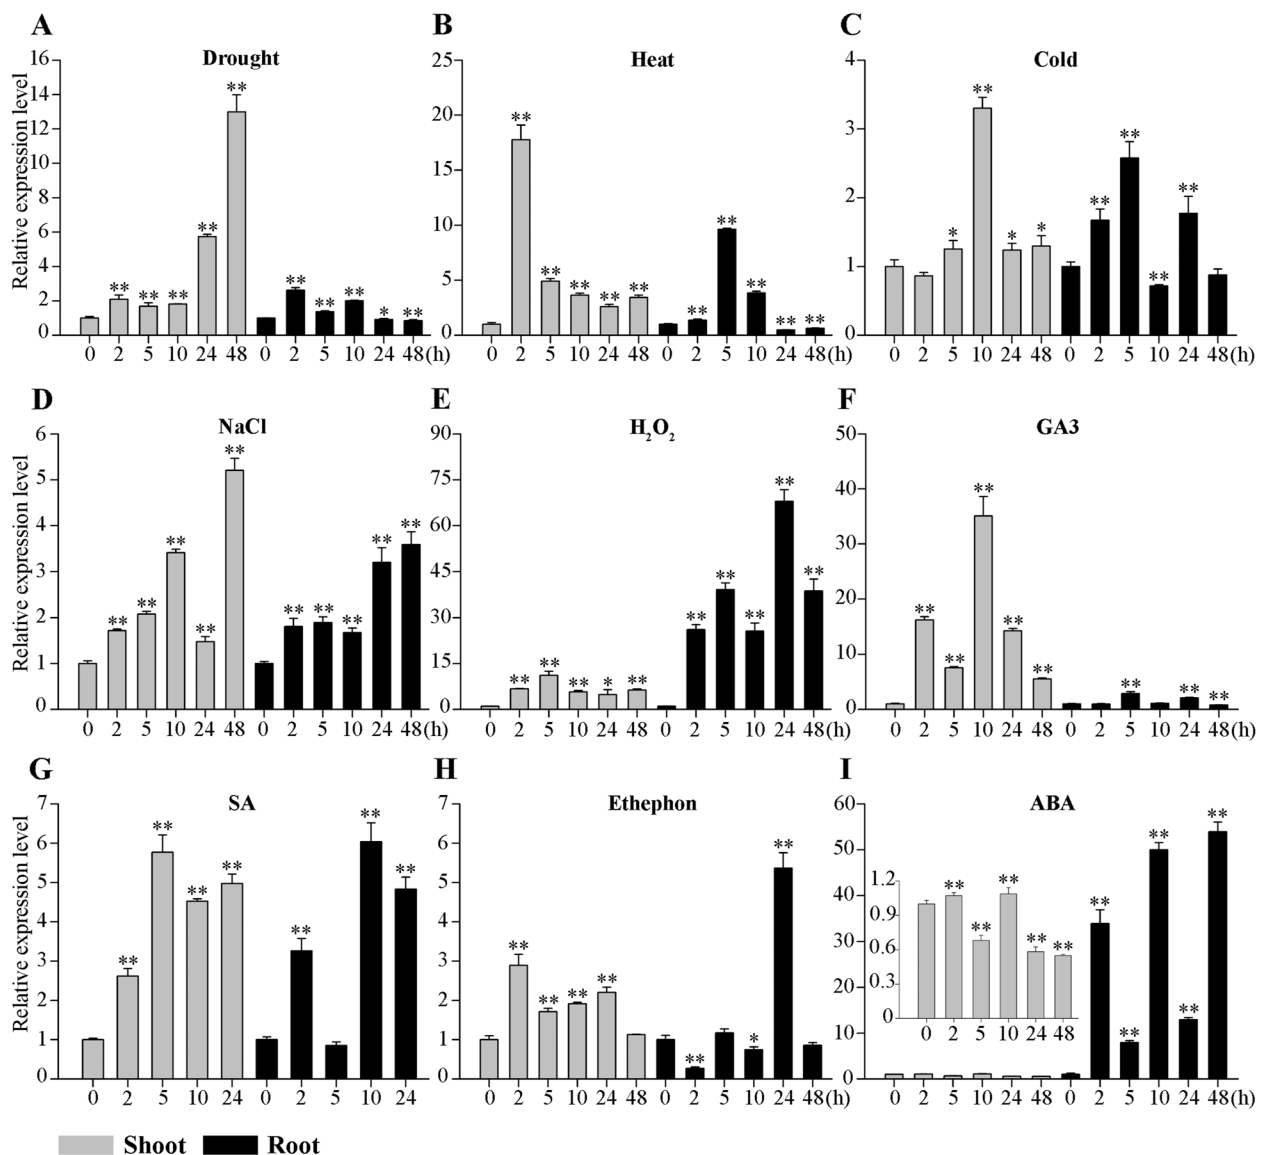 A B C
Drought Heat Cold
Relative expression level
16
14
12
10
8
6
4
2
0
** ** ** ** ** ** ** ** * **
0 2 5 10 24 48 0 2 5 10 24 48(h)
25
20
15
10
5
0
** ** ** ** ** ** ** ** ** **
0 2 5 10 24 48 0 2 5 10 24 48(h)
4
3
2
1
0
* ** * * ** ** ** **
0 2 5 10 24 48 0 2 5 10 24 48(h)
D E F
NaCl H2O2 GA3
Relative expression level
6
5
4
3
2
1
0
** ** ** ** ** ** ** ** ** **
0 2 5 10 24 48 0 2 5 10 24 48(h)
90
75
60
45
30
15
0
** ** ** * ** ** ** ** ** **
0 2 5 10 24 48 0 2 5 10 24 48(h)
50
40
30
20
10
0
** ** ** ** ** ** ** **
0 2 5 10 24 48 0 2 5 10 24 48(h)
G H I
SA Ethephon ABA
Relative expression level
7
6
5
4
3
2
1
0
** ** ** ** ** ** **
0 2 5 10 24 0 2 5 10 24
7
6
5
4
3
2
1
0
** ** ** ** ** * **
0 2 5 10 24 48 0 2 5 10 24 48(h)
60
50
40
30
20
10
0
1.2
0.9
0.6
0.3
0
** ** ** ** **
0 2 5 10 24 48
** ** ** ** **
0 2 5 10 24 48 0 2 5 10 24 48(h)
Shoot Root